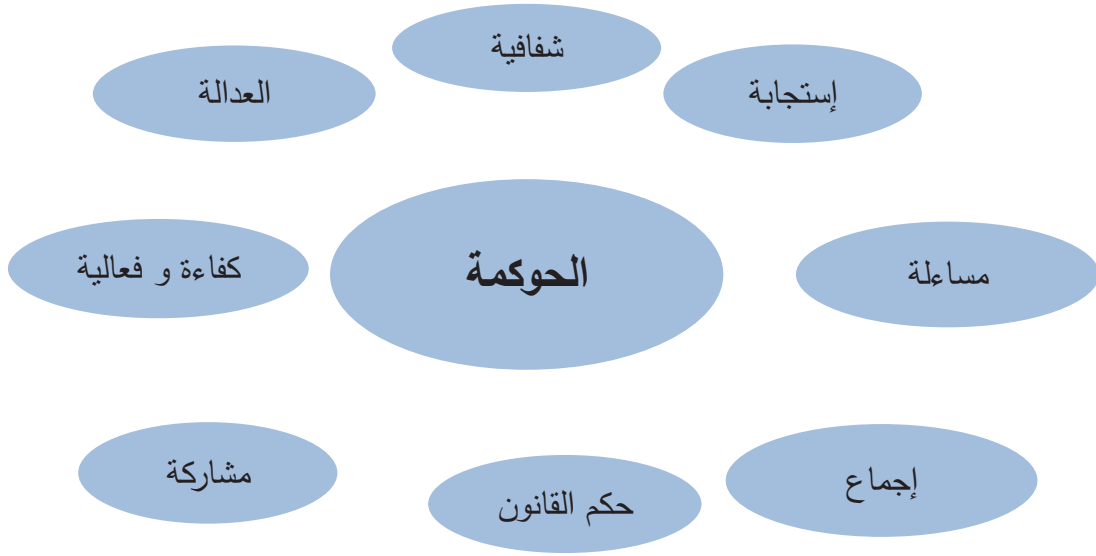 شفافية
إستجابة
العدالة
مساءلة
الحوكمة
كفاءة و فعالية
إجماع
حكم القانون
مشاركة